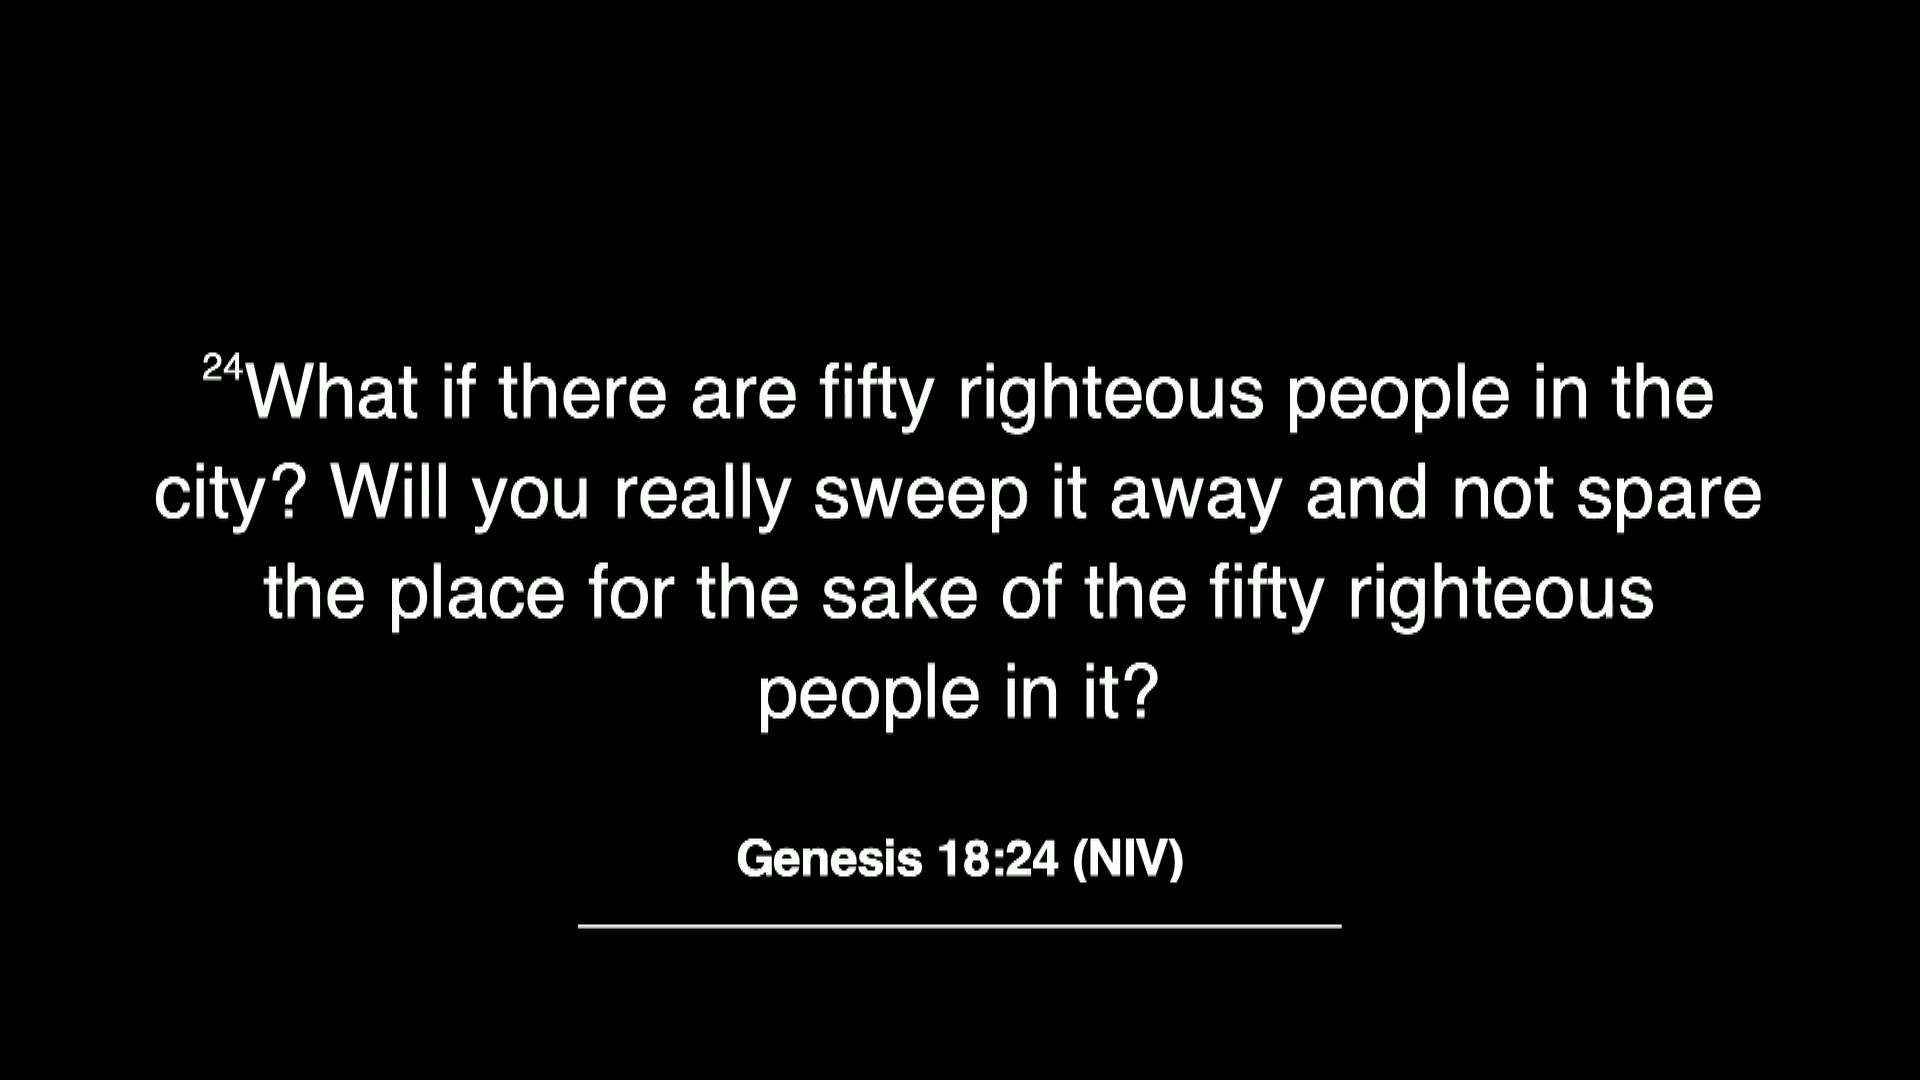 24What if there are fifty righteous people in the
city? Will you really sweep it away and not spare
the place for the sake of the fifty righteous
people in it?
Genesis 18:24 (NIV)